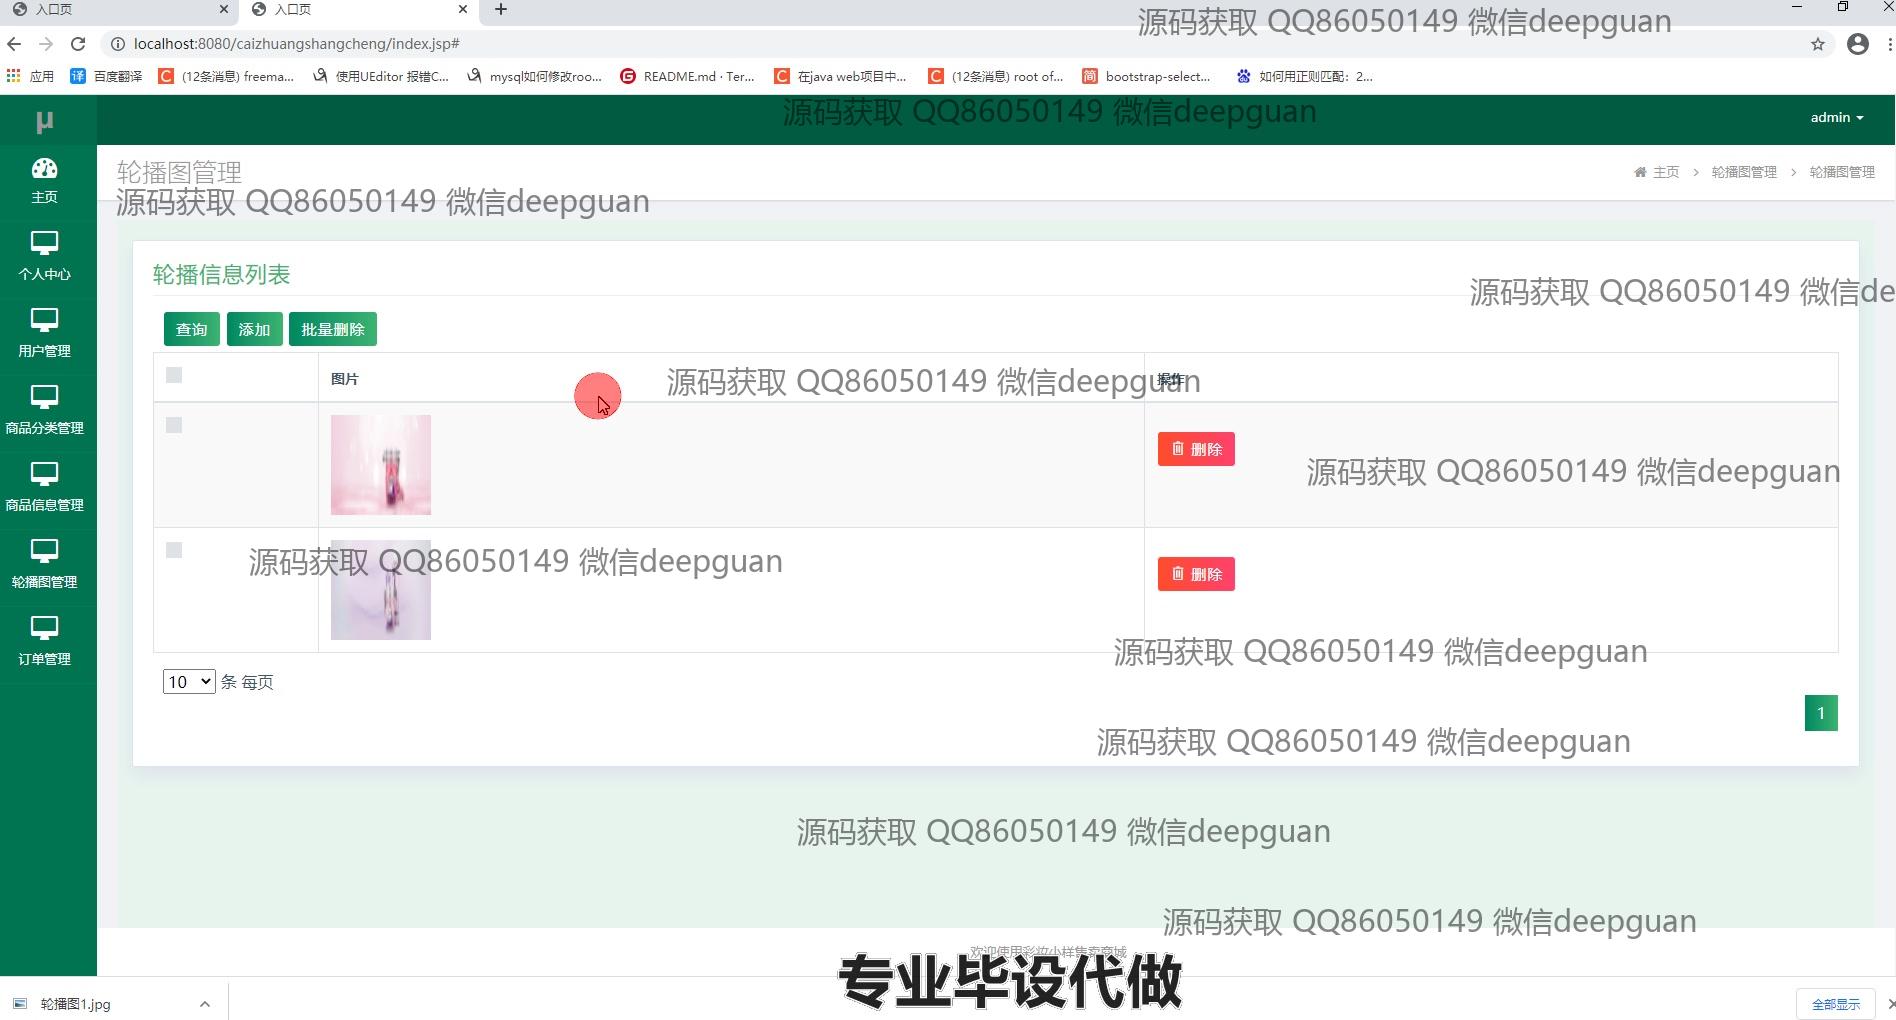 入口页
入口页
源码获取 QQ86050149 微信deepguan
localhost:8080/caizhuangshangcheng/index.jsp#
应用
百度翻译
(12条消息) freema...
使用UEditor 报错C...
mysql如何修改roo...
README.md · Ter...
在java web项目中...
(12条消息) root of...
bootstrap-select...
如何用正则匹配：2...
μ
源码获取 QQ86050149 微信deepguan
admin
主页
轮播图管理
主页 > 轮播图管理 > 轮播图管理
源码获取 QQ86050149 微信deepguan
个人中心
轮播信息列表
源码获取 QQ86050149 微信de
查询 添加 批量删除
用户管理
图片
操作
源码获取 QQ86050149 微信deepguan
商品分类管理
删除
源码获取 QQ86050149 微信deepguan
商品信息管理
源码获取 QQ86050149 微信deepguan
删除
轮播图管理
订单管理
源码获取 QQ86050149 微信deepguan
10 条 每页
1
源码获取 QQ86050149 微信deepguan
源码获取 QQ86050149 微信deepguan
源码获取 QQ86050149 微信deepguan
欢迎使用彩妆小样售卖商城
专业毕设代做
轮播图1.jpg
全部显示